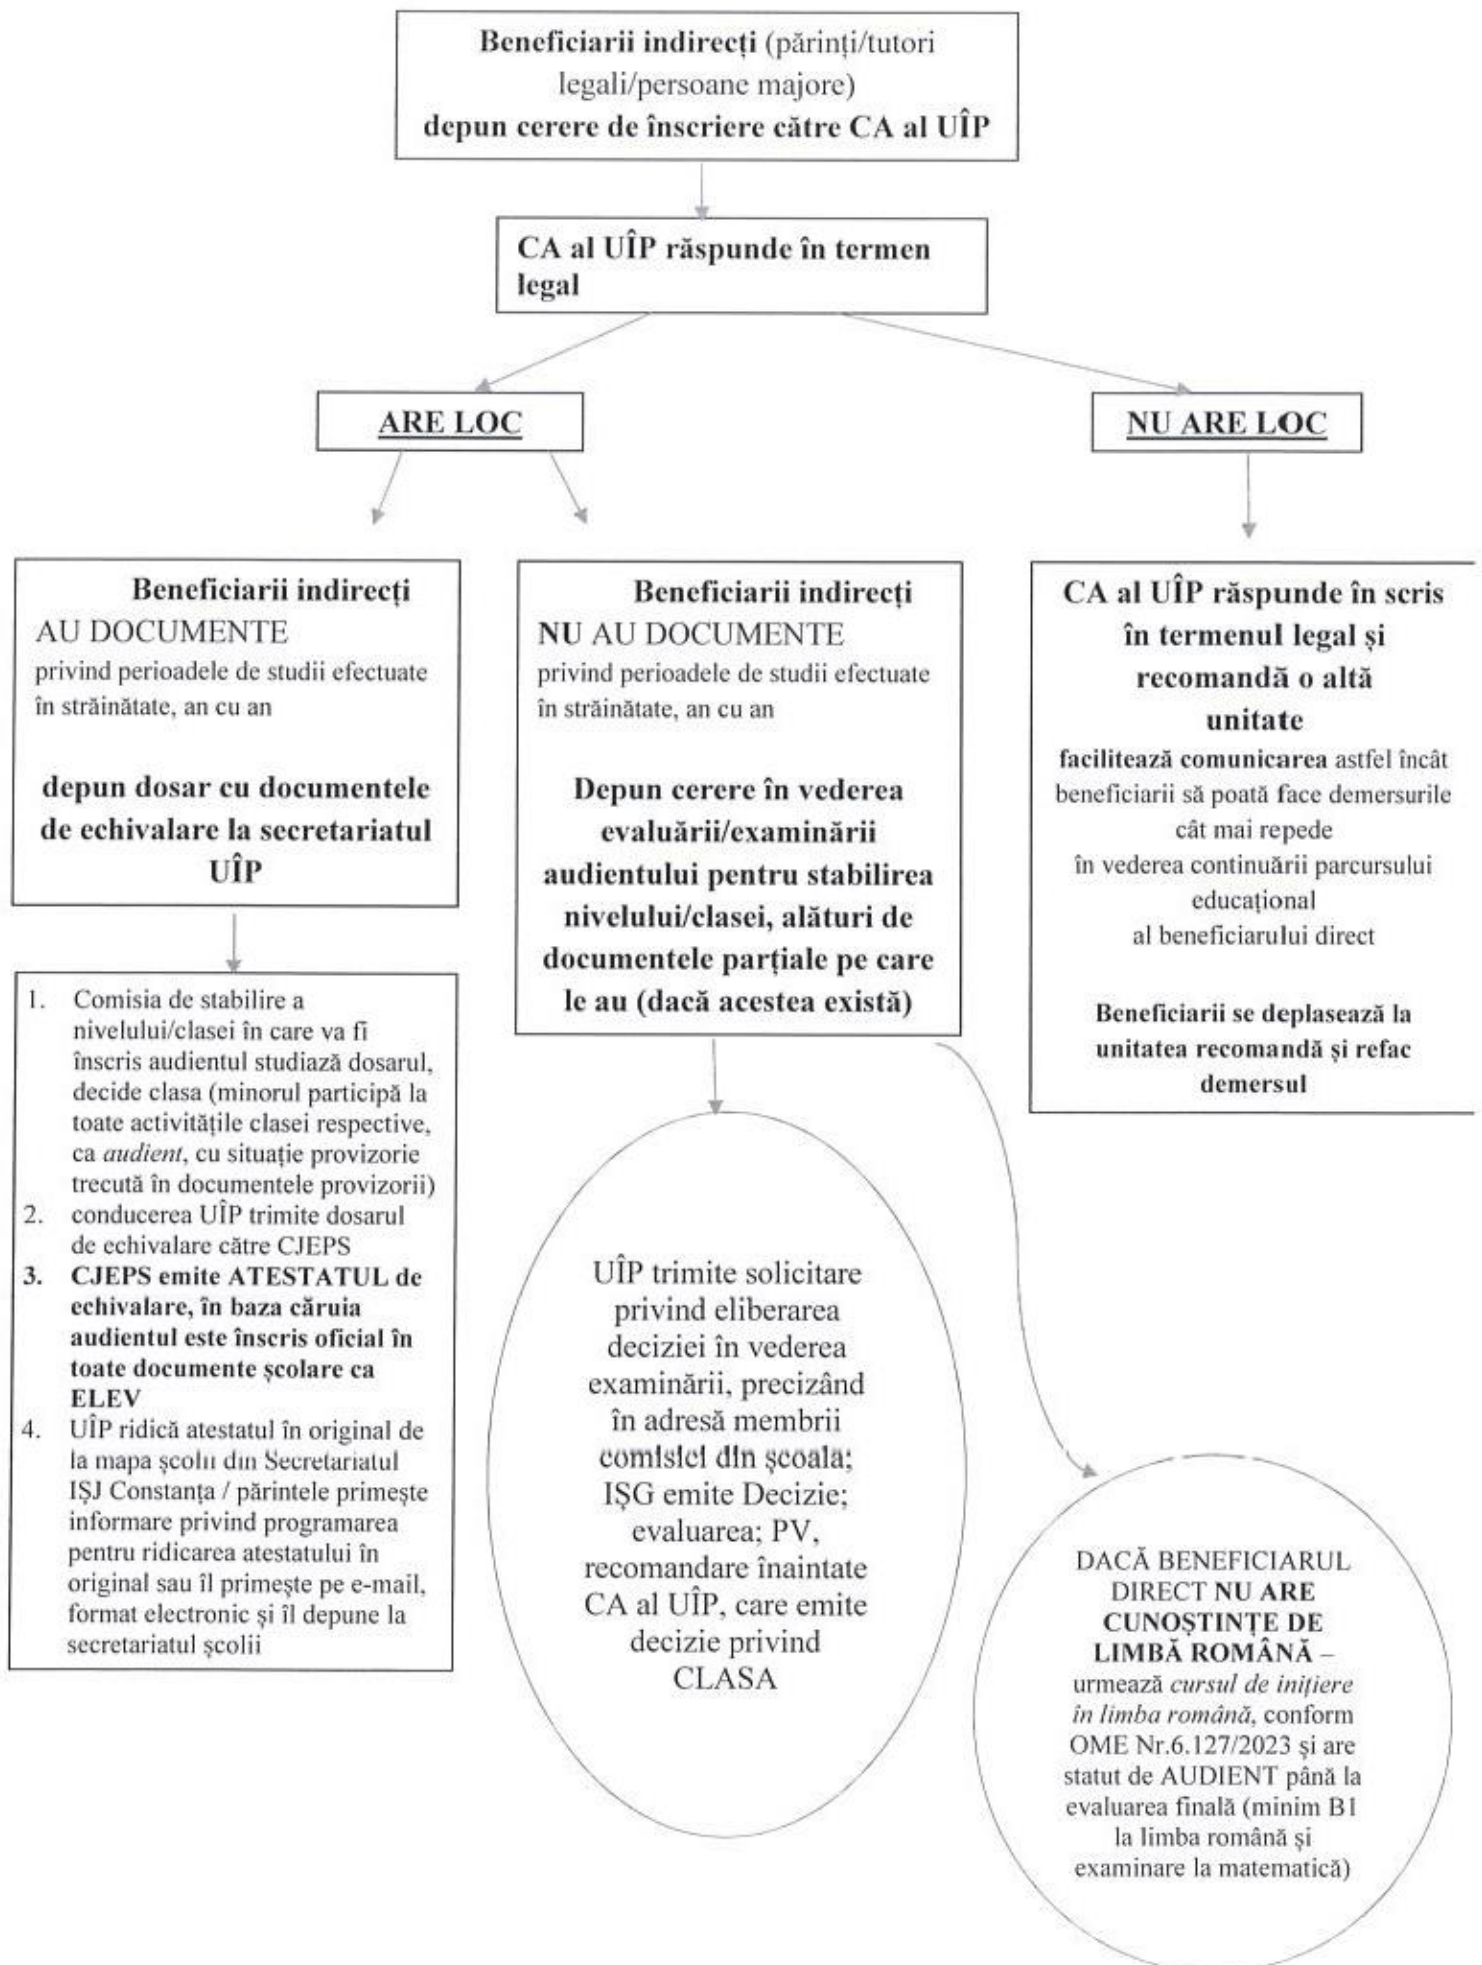 Beneficiarii indirecți (părinți/tutori
legali/persoane majore)
depun cerere de înscriere către CA al UÎP
CA al UÎP răspunde în termen
legal
ARE LOC
NU ARE LOC
Beneficiarii indirecți
AU DOCUMENTE
privind perioadele de studii efectuate
în străinătate, an cu an
depun dosar cu documentele
de echivalare la secretariatul
UÎP
Beneficiarii indirecți
NU AU DOCUMENTE
privind perioadele de studii efectuate
în străinătate, an cu an
Depun cerere în vederea
evaluării/examinării
audientului pentru stabilirea
nivelului/clasei, alături de
documentele parțiale pe care
le au (dacă acestea există)
CA al UÎP răspunde în scris
în termenul legal și
recomandă o altă
unitate
facilitează comunicarea astfel încât
beneficiarii să poată face demersurile
cât mai repede
în vederea continuării parcursului
educațional
al beneficiarului direct
Beneficiarii se deplasează la
unitatea recomandă și refac
demersul
1. Comisia de stabilire a
nivelului/clasei în care va fi
înscris audientul studiază dosarul,
decide clasa (minorul participă la
toate activitățile clasei respective,
ca audient, cu situație provizorie
trecută în documentele provizorii)
2. conducerea UÎP trimite dosarul
de echivalare către CJEPS
3. CJEPS emite ATESTATUL de
echivalare, în baza căruia
audientul este înscris oficial în
toate documente școlare ca
ELEV
4. UÎP ridică atestatul în original de
la mapa școlii din Secretariatul
IȘJ Constanța / părintele primește
informare privind programarea
pentru ridicarea atestatului în
original sau îl primește pe e-mail,
format electronic și îl depune la
secretariatul școlii
UÎP trimite solicitare
privind eliberarea
deciziei în vederea
examinării, precizând
în adresă membrii
comisiei din școala;
IȘG emite Decizie;
evaluarea; PV,
recomandare înaintate
CA al UÎP, care emite
decizie privind
CLASA
DACĂ BENEFICIARUL
DIRECT NU ARE
CUNOȘTINȚE DE
LIMBĂ ROMÂNĂ –
urmează cursul de inițiere
în limba română, conform
OME Nr.6.127/2023 și are
statut de AUDIENT până la
evaluarea finală (minim B1
la limba română și
examinare la matematică)